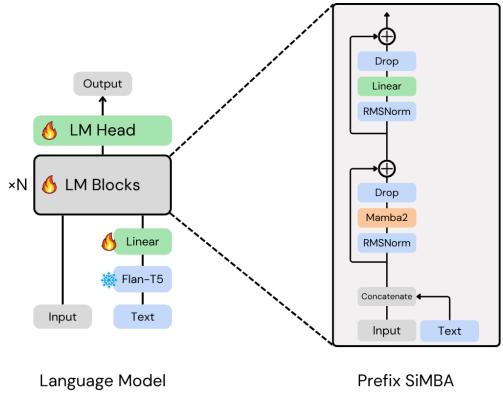 Output
LM Head
×N
LM Blocks
Linear
Flan-T5
Input
Text
Language Model
Drop
Linear
RMSNorm
Drop
Mamba2
RMSNorm
Concatenate
Input
Text
Prefix SiMBA